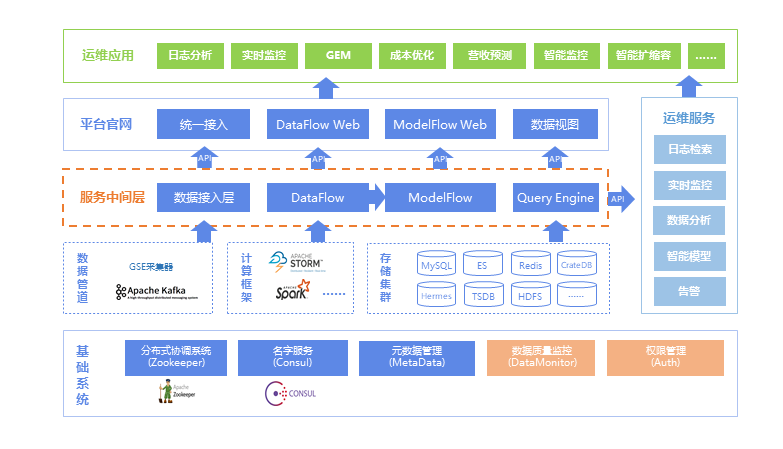 运维应用
日志分析
实时监控
GEM
成本优化
营收预测
智能监控
智能扩缩容
......
平台官网
统一接入
DataFlow Web
ModelFlow Web
数据视图
API
API
API
API
服务中间层
数据接入层
DataFlow
ModelFlow
Query Engine
API
运维服务
日志检索
实时监控
数据分析
智能模型
告警
数据管道
GSE采集器
Apache Kafka
A high-throughput distributed messaging system
计算框架
APACHE
STORM
APACHE
Spark
......
存储集群
MySQL
ES
Redis
CrateDB
Hermes
TSDB
HDFS
......
基础系统
分布式协调系统
(Zookeeper)
名字服务
(Consul)
元数据管理
(MetaData)
数据质量监控
(DataMonitor)
权限管理
(Auth)
Apache
Zookeeper
CONSUL